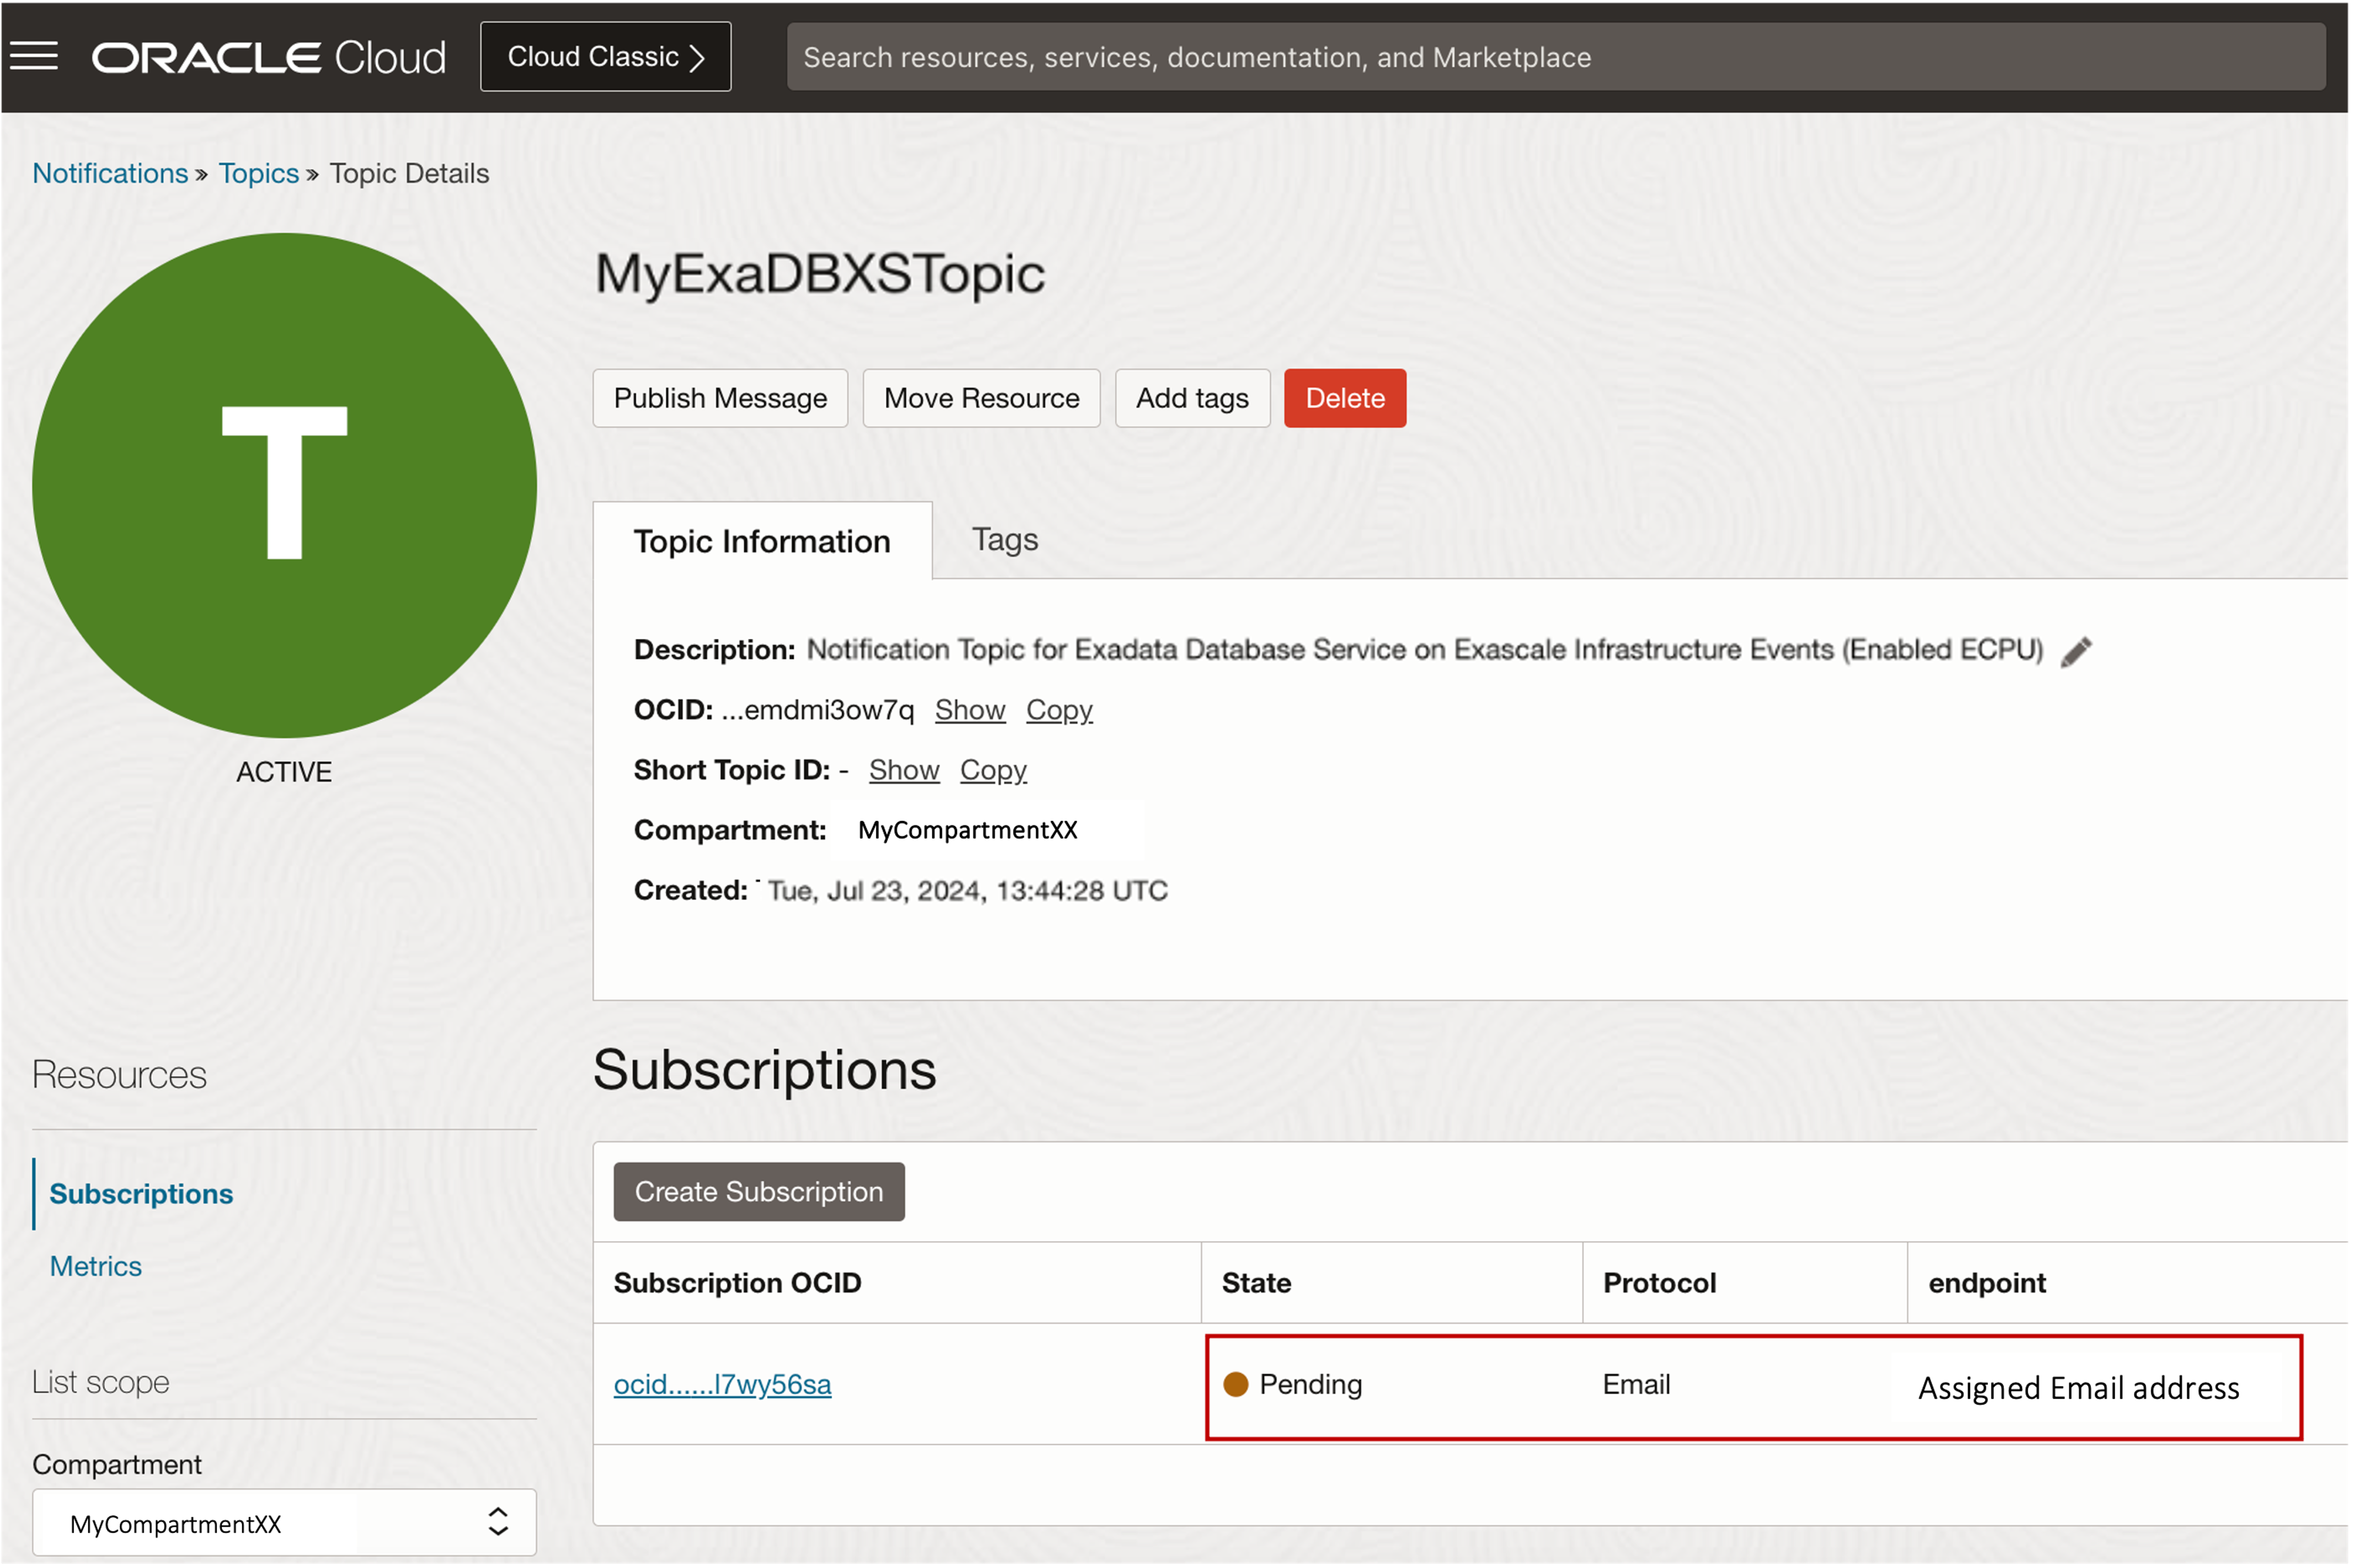 ORACLE Cloud Cloud Classic Search resources, services, documentation, and Marketplace
Notifications » Topics » Topic Details
T
ACTIVE
MyExaDBXSTopic
Publish Message Move Resource Add tags Delete
Topic Information Tags
Description: Notification Topic for Exadata Database Service on Exascale Infrastructure Events (Enabled ECPU)
OCID: ...emdmi3ow7q Show Copy
Short Topic ID: - Show Copy
Compartment: MyCompartmentXX
Created: Tue, Jul 23, 2024, 13:44:28 UTC
Resources
Subscriptions
Metrics
List scope
Compartment
MyCompartmentXX
Subscriptions
Create Subscription
Subscription OCID State Protocol endpoint
ocid......l7wy56sa Pending Email Assigned Email address